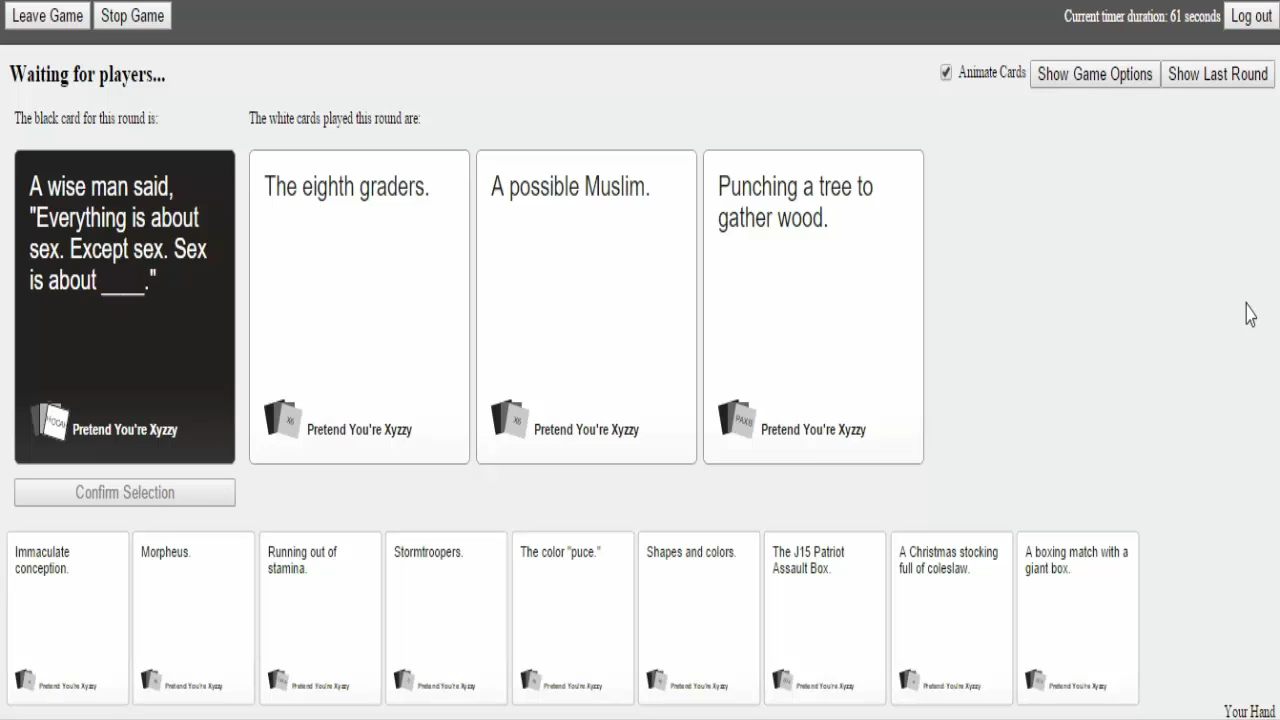 Leave Game Stop Game Current timer duration: 61 seconds Log out
Waiting for players... Animate Cards Show Game Options Show Last Round
The black card for this round is: The white cards played this round are:
A wise man said,
"Everything is about
sex. Except sex. Sex
is about ____."
Pretend You're Xyzzy
The eighth graders.
Pretend You're Xyzzy
A possible Muslim.
Pretend You're Xyzzy
Punching a tree to
gather wood.
Pretend You're Xyzzy
Confirm Selection
Immaculate
conception.
Pretend You're Xyzzy
Morpheus.
Pretend You're Xyzzy
Running out of
stamina.
Pretend You're Xyzzy
Stormtroopers.
Pretend You're Xyzzy
The color "puce."
Pretend You're Xyzzy
Shapes and colors.
Pretend You're Xyzzy
The J15 Patriot
Assault Box.
Pretend You're Xyzzy
A Christmas stocking
full of coleslaw.
Pretend You're Xyzzy
A boxing match with a
giant box.
Pretend You're Xyzzy
Your Hand